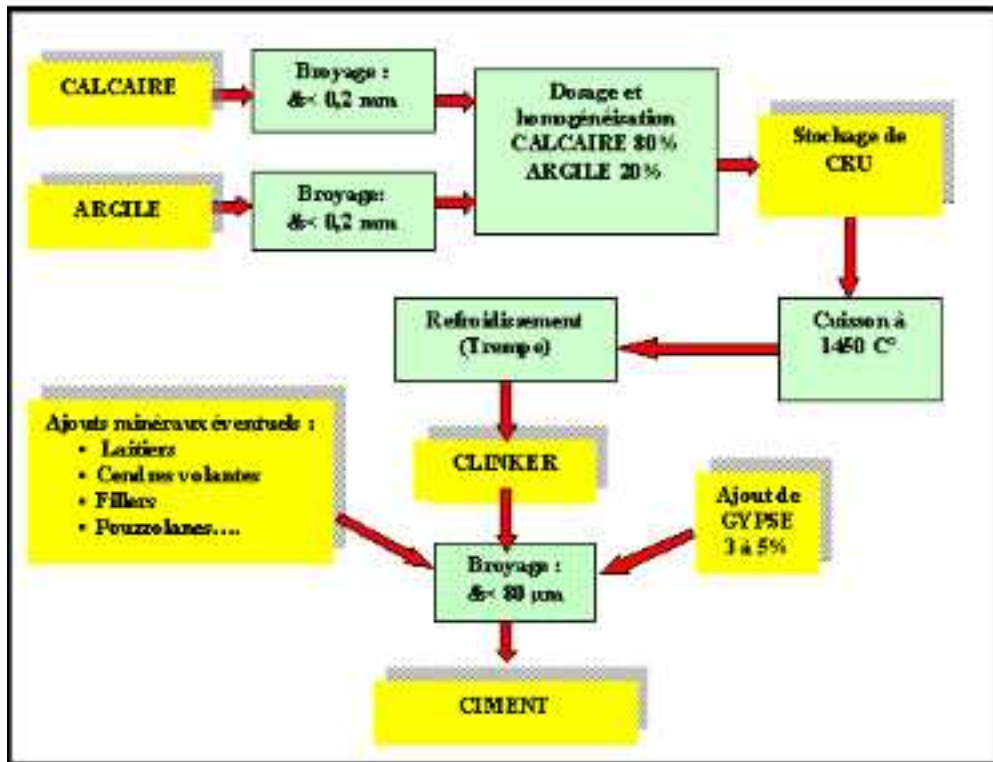 CALCAIRE
Broyage :
&< 0,2 mm
Dosage et
homogénéisation
CALCAIRE 80%
ARGILE 20%
Stockage de
CRU
ARGILE
Broyage:
&< 0,2 mm
Refroidissement
(Trempe)
Cuisson à
1450 C°
Ajouts minéraux éventuels :
• Laitiers
• Cendres volantes
• Fillers
• Pouzzolanes....
CLINKER
Ajout de
GYPSE
3 à 5%
Broyage :
&< 80 µm
CIMENT